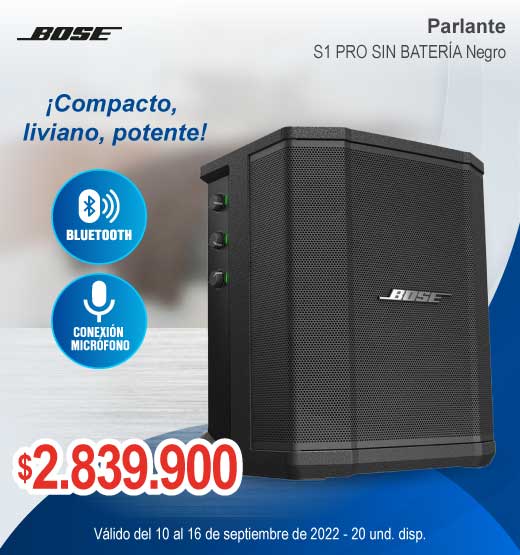 BOSE
Parlante
S1 PRO SIN BATERÍA Negro
¡Compacto,
liviano, potente!
BLUETOOTH
CONEXIÓN
MICRÓFONO
BOSE
$2.839.900
Válido del 10 al 16 de septiembre de 2022 - 20 und. disp.